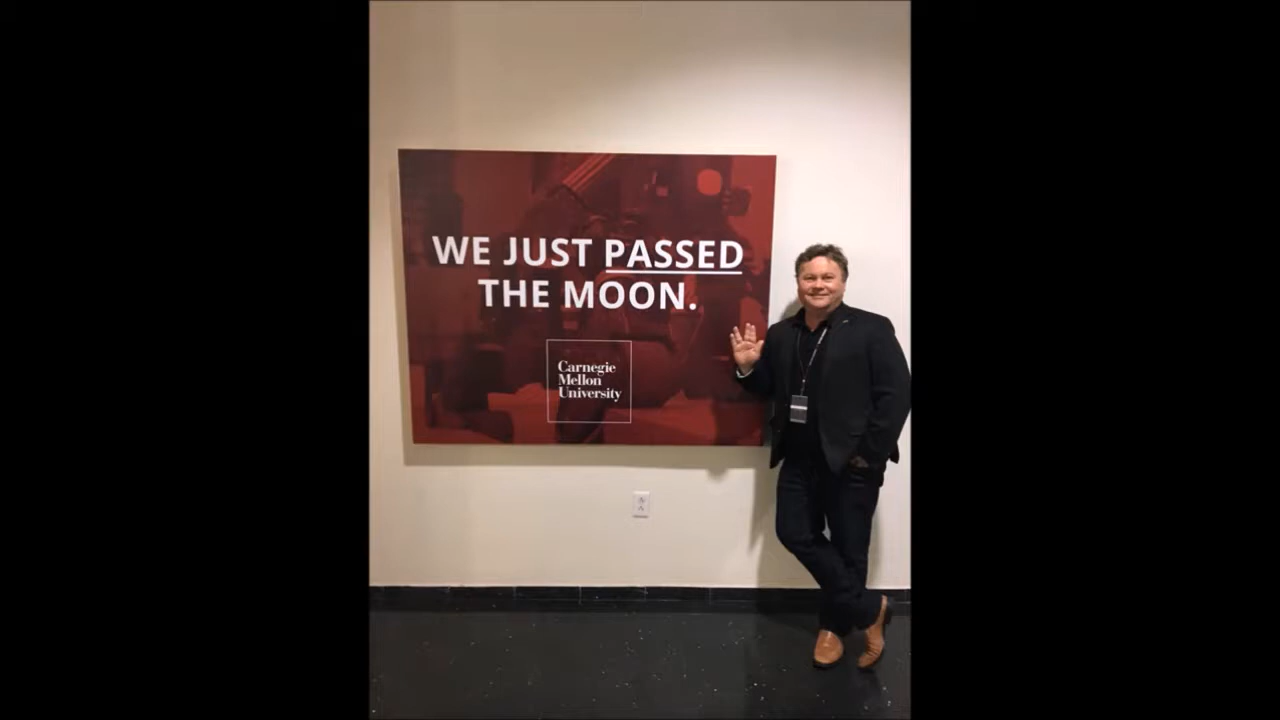 WE JUST PASSED
THE MOON.
Carnegie
Mellon
University